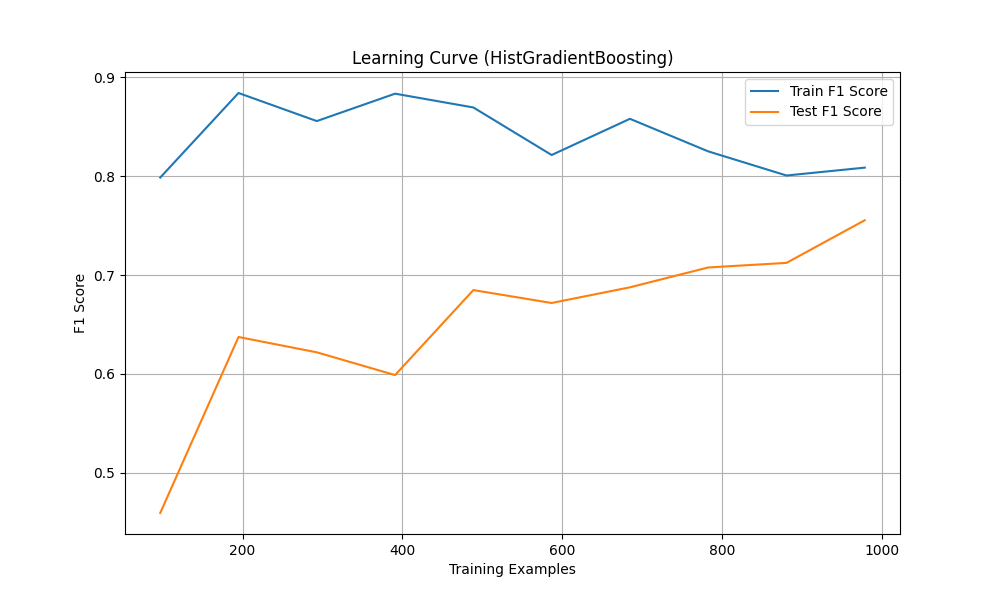 Learning Curve (HistGradientBoosting)
Train F1 Score
Test F1 Score
F1 Score
0.9
0.8
0.7
0.6
0.5
200 400 600 800 1000
Training Examples